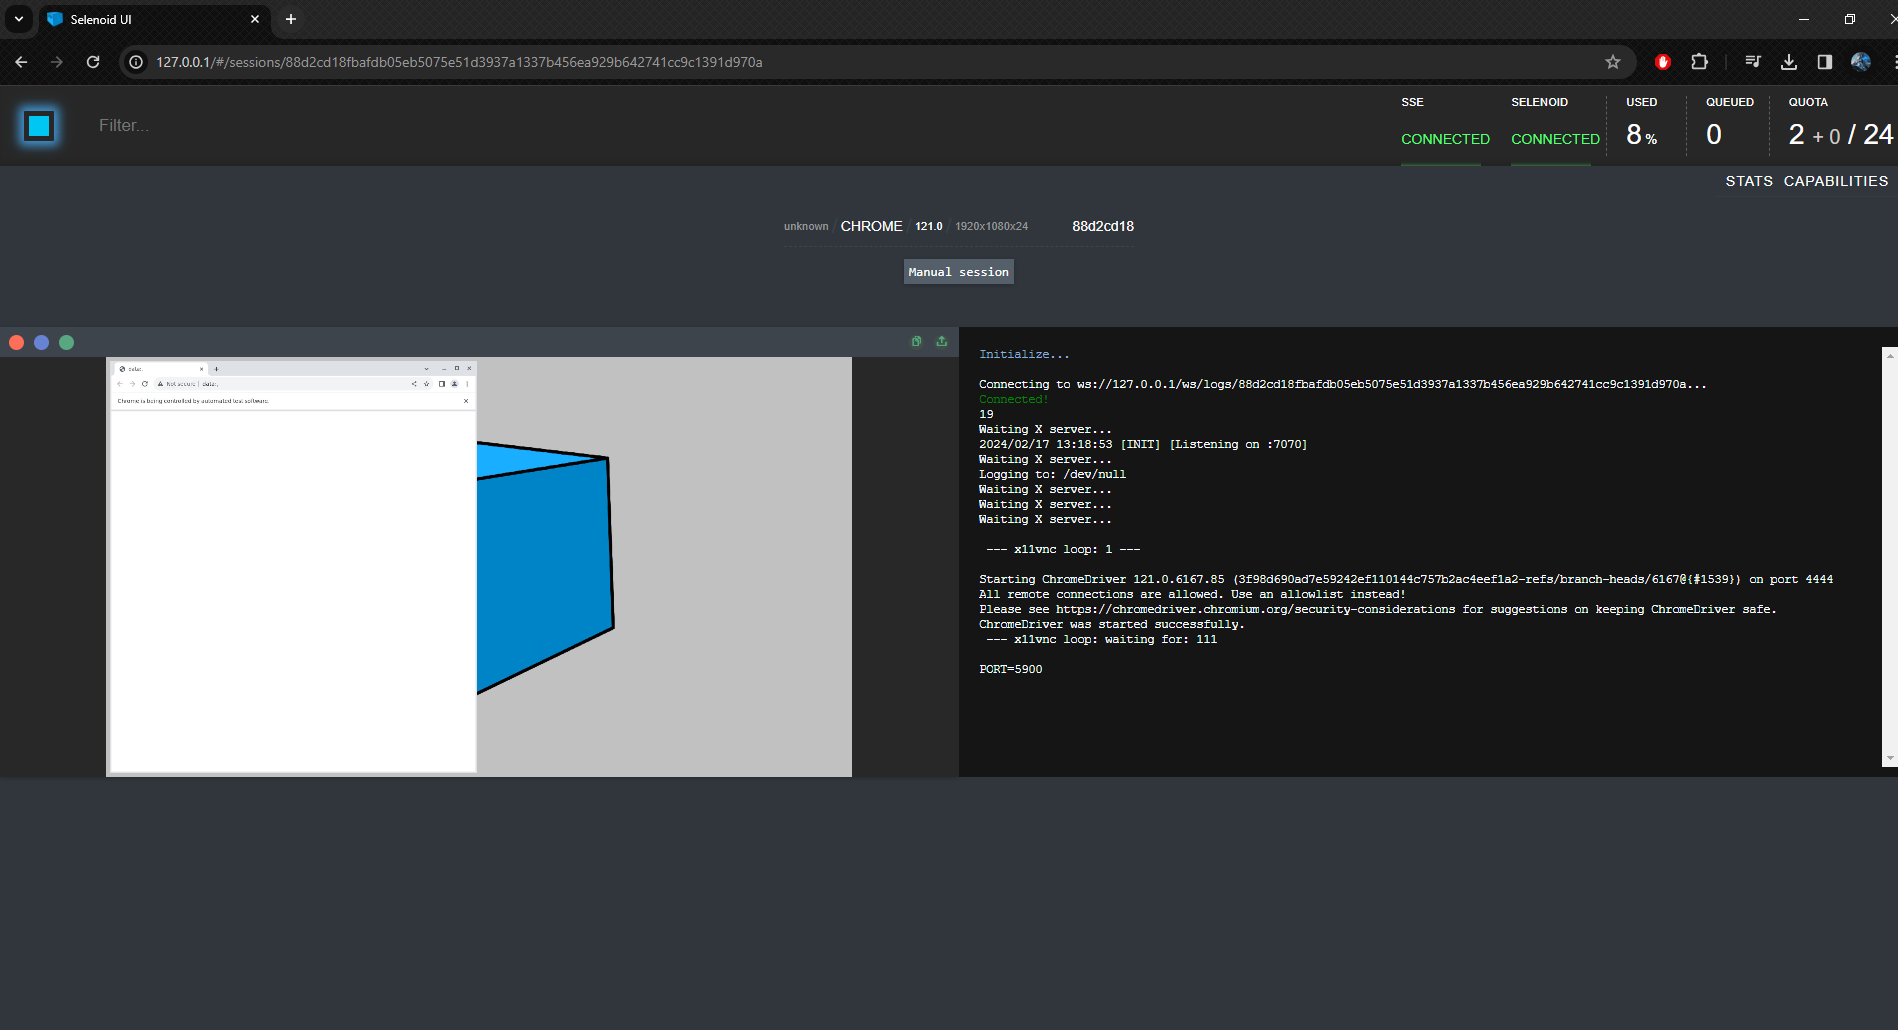 Selenoid UI
127.0.0.1/#/sessions/88d2cd18fbafdb05eb5075e51d3937a1337b456ea929b642741cc9c1391d970a
Filter...
SSE
CONNECTED
SELENOID
CONNECTED
USED
8 %
QUEUED
0
QUOTA
2 + 0 / 24
STATS CAPABILITIES
unknown / CHROME / 121.0 / 1920x1080x24 88d2cd18
Manual session
data:,
Not secure | data:,
Chrome is being controlled by automated test software.
Initialize...
Connecting to ws://127.0.0.1/ws/logs/88d2cd18fbafdb05eb5075e51d3937a1337b456ea929b642741cc9c1391d970a...
Connected!
19
Waiting X server...
2024/02/17 13:18:53 [INIT] [Listening on :7070]
Waiting X server...
Logging to: /dev/null
Waiting X server...
Waiting X server...
Waiting X server...
--- x11vnc loop: 1 ---
Starting ChromeDriver 121.0.6167.85 (3f98d690ad7e59242ef110144c757b2ac4eef1a2-refs/branch-heads/6167@{#1539}) on port 4444
All remote connections are allowed. Use an allowlist instead!
Please see https://chromedriver.chromium.org/security-considerations for suggestions on keeping ChromeDriver safe.
ChromeDriver was started successfully.
--- x11vnc loop: waiting for: 111
PORT=5900